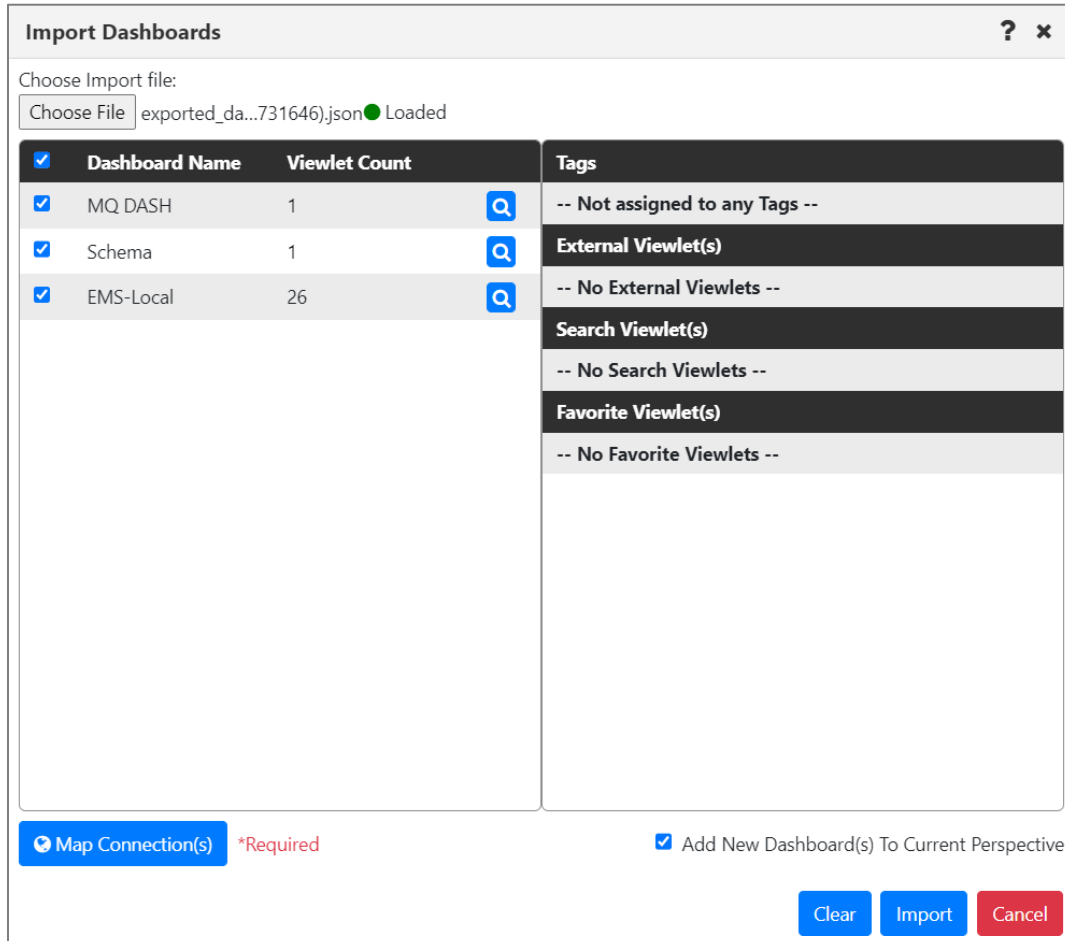 Import Dashboards ? ×
Choose Import file:
Choose File exported_da...731646).json Loaded
Dashboard Name Viewlet Count
MQ DASH 1
Schema 1
EMS-Local 26
Tags
-- Not assigned to any Tags --
External Viewlet(s)
-- No External Viewlets --
Search Viewlet(s)
-- No Search Viewlets --
Favorite Viewlet(s)
-- No Favorite Viewlets --
Map Connection(s) *Required
Add New Dashboard(s) To Current Perspective
Clear Import Cancel